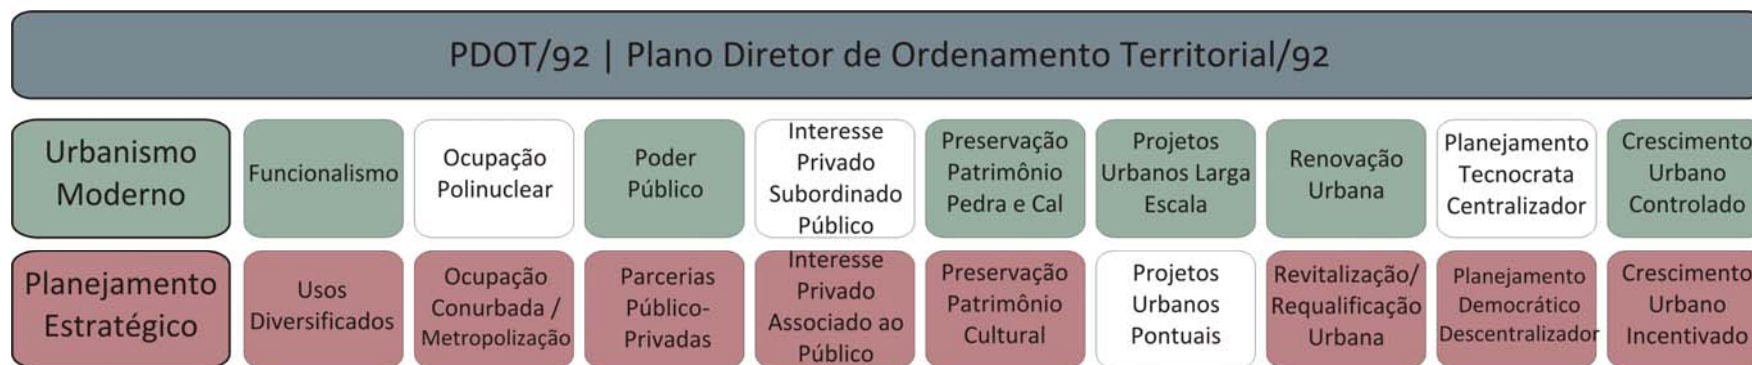 PDOT/92 | Plano Diretor de Ordenamento Territorial/92
Urbanismo
Moderno
Funcionalismo
Ocupação
Polinuclear
Poder
Público
Interesse
Privado
Subordinado
Público
Preservação
Patrimônio
Pedra e Cal
Projetos
Urbanos Larga
Escala
Renovação
Urbana
Planejamento
Tecnocrata
Centralizador
Crescimento
Urbano
Controlado
Planejamento
Estratégico
Usos
Diversificados
Ocupação
Conurbada /
Metropolização
Parcerias
Público-
Privadas
Interesse
Privado
Associado ao
Público
Preservação
Patrimônio
Cultural
Projetos
Urbanos
Pontuais
Revitalização/
Requalificação
Urbana
Planejamento
Democrático
Descentralizador
Crescimento
Urbano
Incentivado